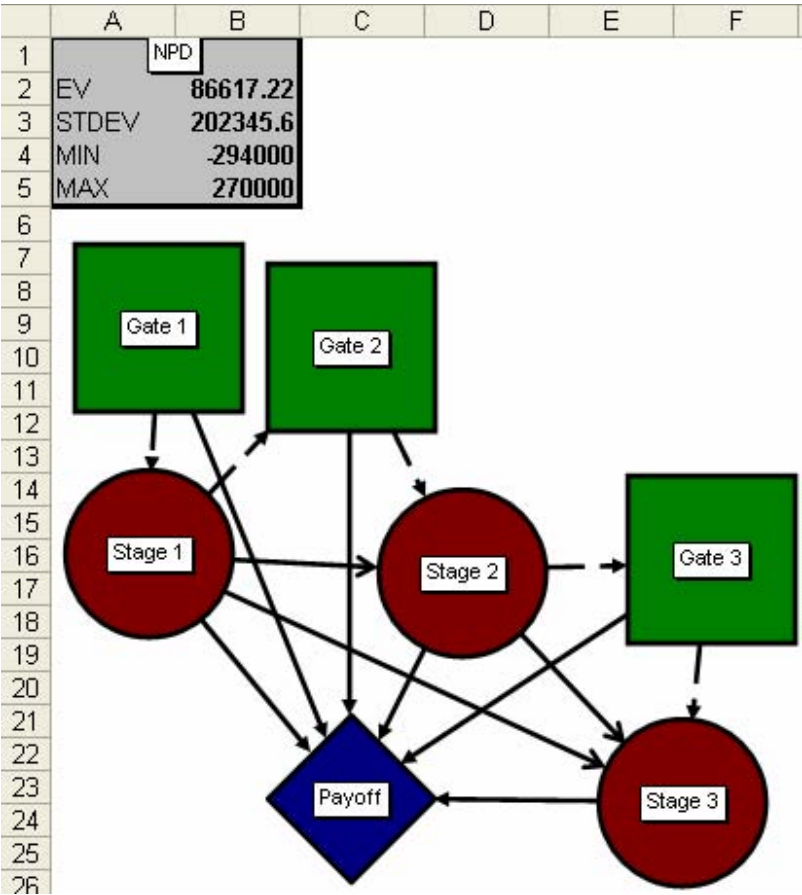 A B C D E F
1 NPD
2 EV 86617.22
3 STDEV 202345.6
4 MIN -294000
5 MAX 270000
6
7
8
9 Gate 1
10 Gate 2
11
12
13
14
15
16 Stage 1 Stage 2 Gate 3
17
18
19
20
21
22
23 Payoff Stage 3
24
25
26